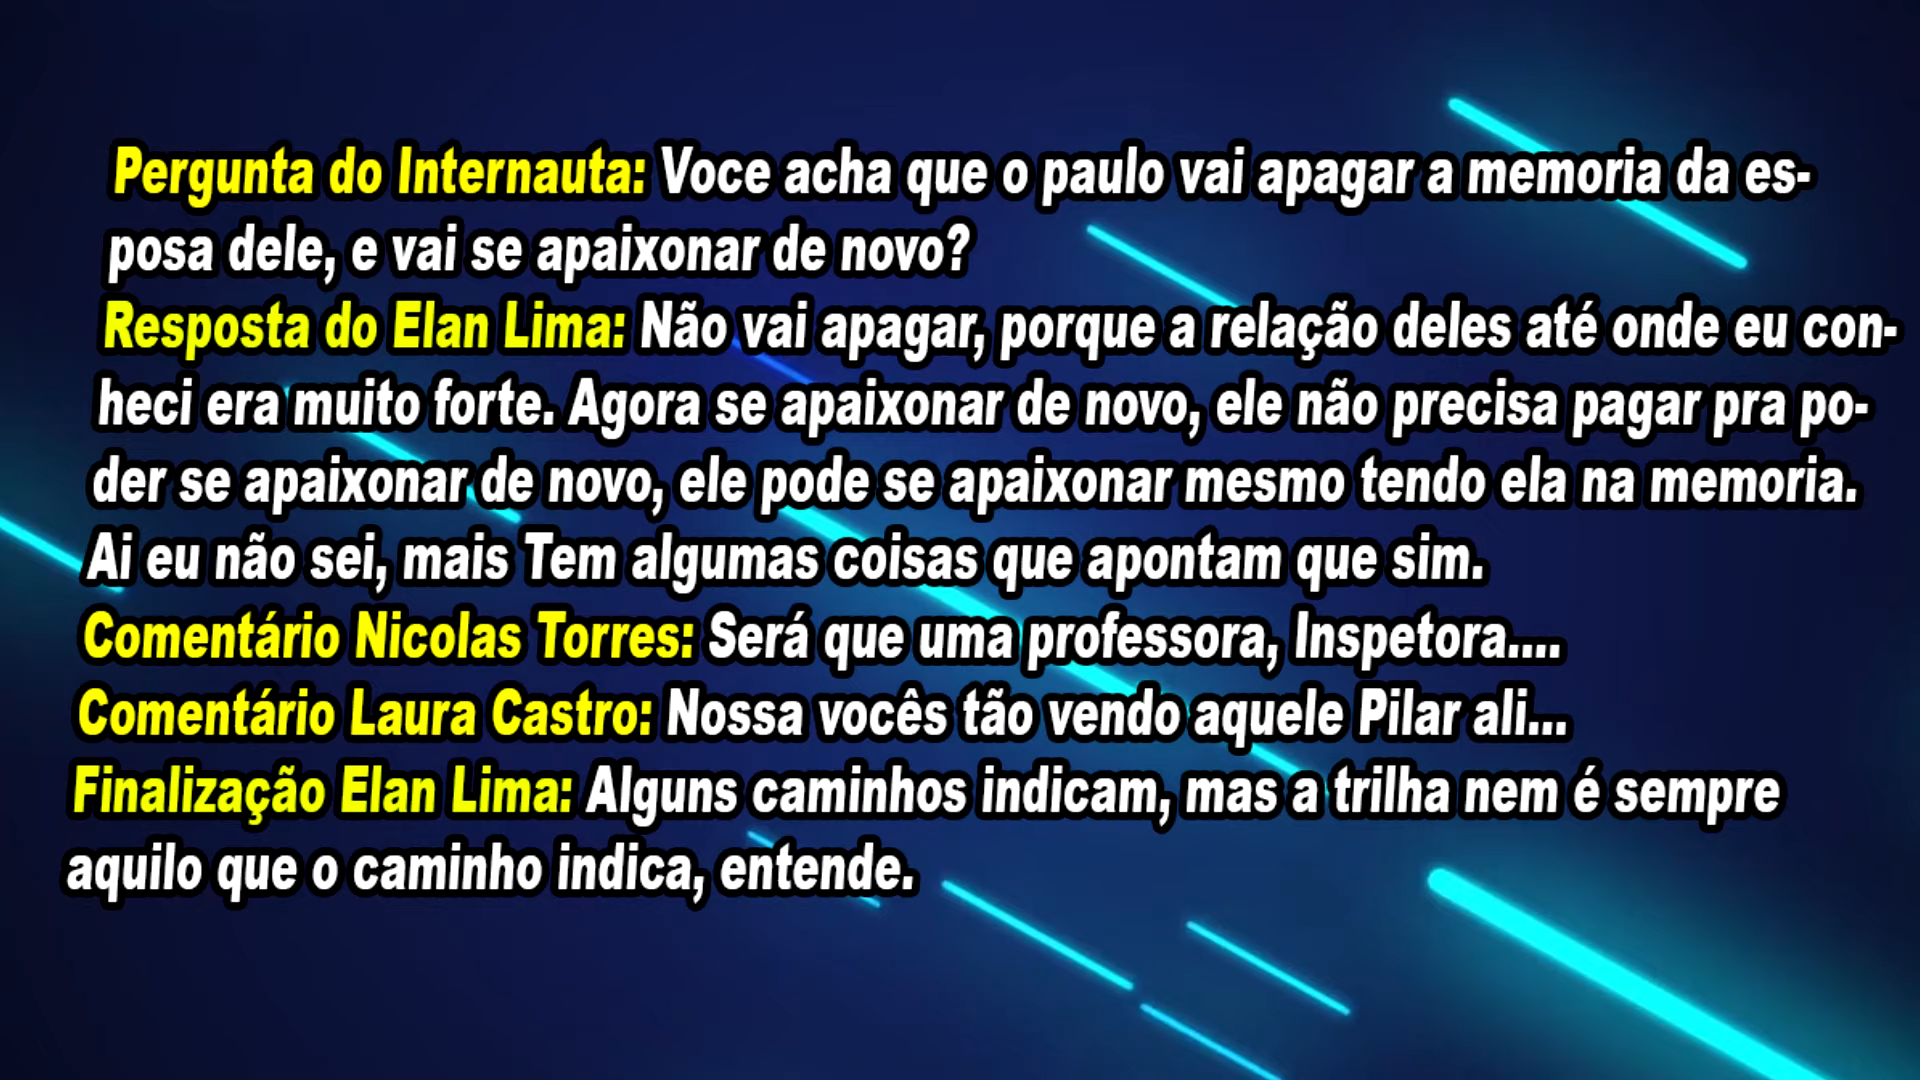 Pergunta do Internauta: Voce acha que o paulo vai apagar a memoria da es-
posa dele, e vai se apaixonar de novo?
Resposta do Elan Lima: Não vai apagar, porque a relação deles até onde eu con-
heci era muito forte. Agora se apaixonar de novo, ele não precisa pagar pra po-
der se apaixonar de novo, ele pode se apaixonar mesmo tendo ela na memoria.
Ai eu não sei, mais Tem algumas coisas que apontam que sim.
Comentário Nicolas Torres: Será que uma professora, Inspetora....
Comentário Laura Castro: Nossa vocês tão vendo aquele Pilar ali...
Finalização Elan Lima: Alguns caminhos indicam, mas a trilha nem é sempre
aquilo que o caminho indica, entende.